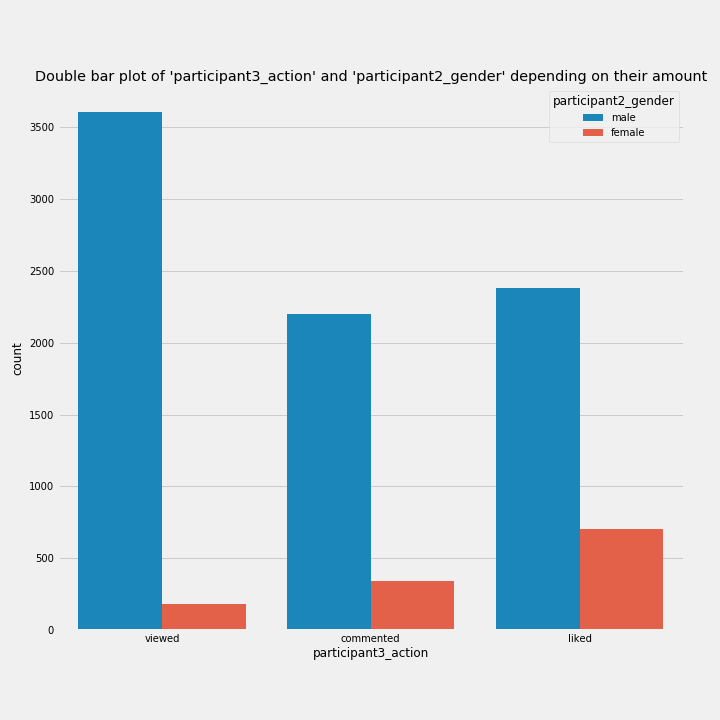 Double bar plot of 'participant3_action' and 'participant2_gender' depending on their amount
participant2_gender
male
female
3500
3000
2500
2000
1500
1000
500
0
count
viewed
commented
liked
participant3_action